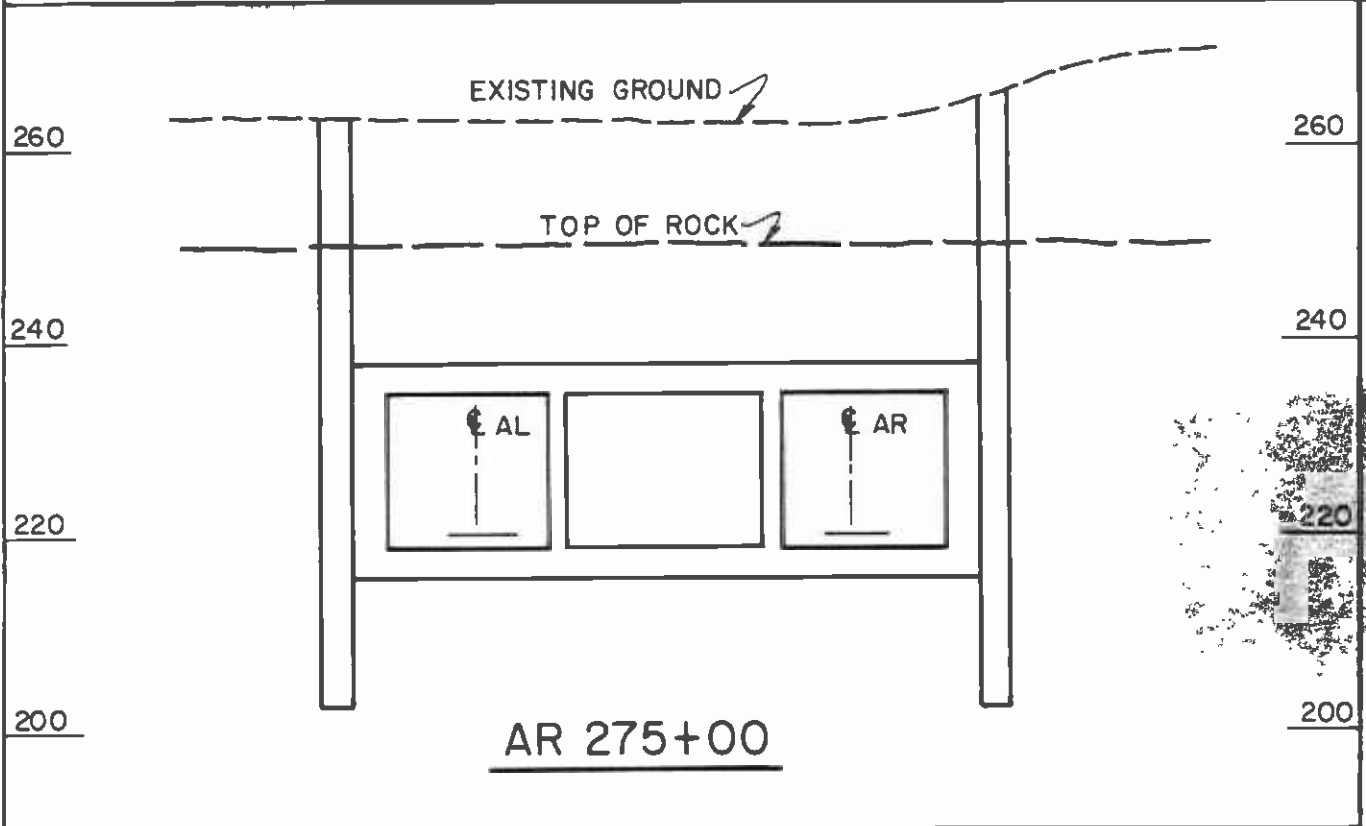 EXISTING GROUND
260 260
TOP OF ROCK
240 240
℄ AL ℄ AR
220 220
200 200
AR 275+00